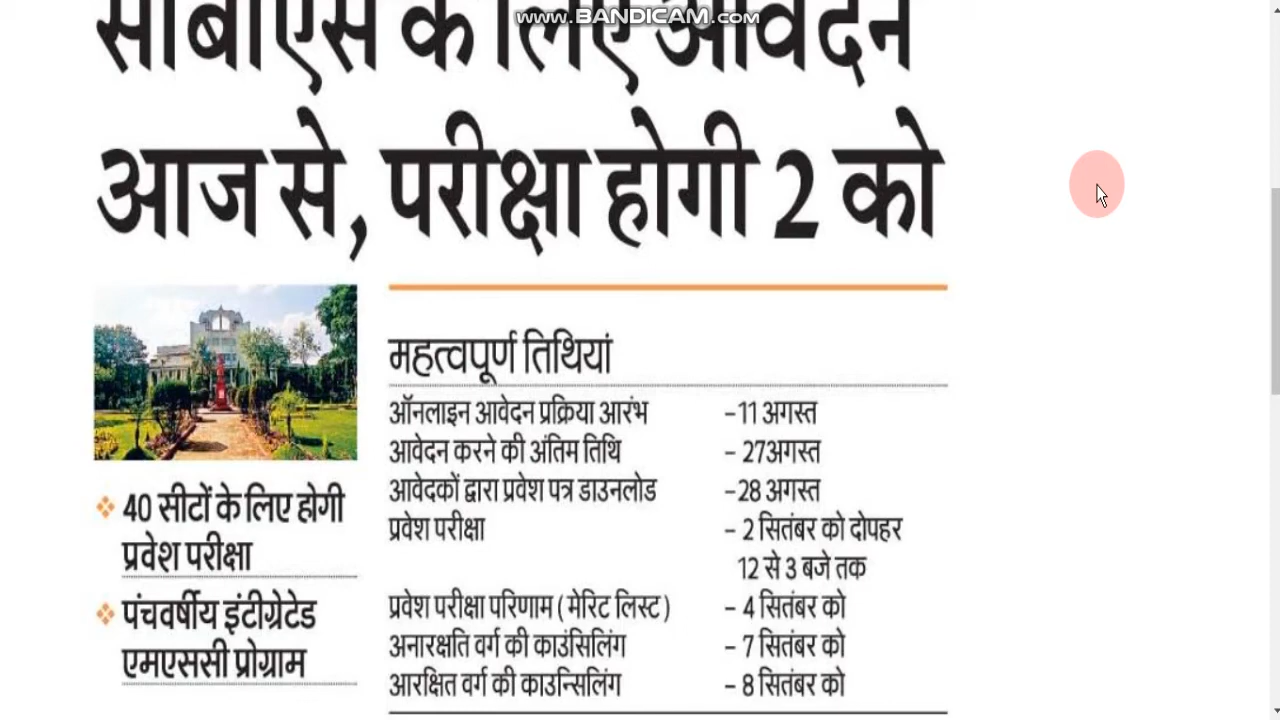 www.BANDICAM.com
सीबीएस के लिए आवेदन
आज से, परीक्षा होगी 2 को
महत्वपूर्ण तिथियां
ऑनलाइन आवेदन प्रक्रिया आरंभ -11 अगस्त
आवेदन करने की अंतिम तिथि - 27अगस्त
आवेदकों द्वारा प्रवेश पत्र डाउनलोड -28 अगस्त
प्रवेश परीक्षा - 2 सितंबर को दोपहर
12 से 3 बजे तक
प्रवेश परीक्षा परिणाम ( मेरिट लिस्ट ) - 4 सितंबर को
अनारक्षति वर्ग की काउंसिलिंग - 7 सितंबर को
आरक्षित वर्ग की काउन्सिलिंग - 8 सितंबर को
40 सीटों के लिए होगी
प्रवेश परीक्षा
पंचवर्षीय इंटीग्रेटेड
एमएससी प्रोग्राम